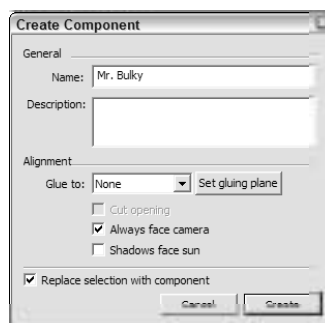 Create Component
General
Name: Mr. Bulky
Description:
Alignment
Glue to: None Set gluing plane
Cut opening
Always face camera
Shadows face sun
Replace selection with component
Cancel Create